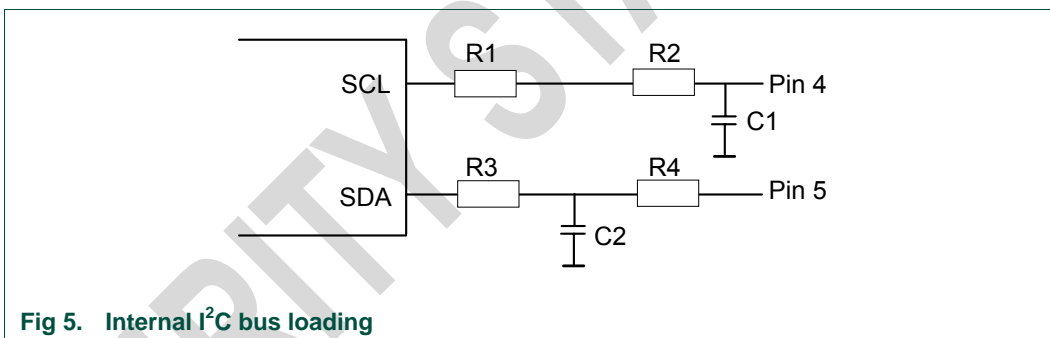 R1 R2
SCL Pin 4
C1
R3 R4
SDA Pin 5
C2
Fig 5. Internal I²C bus loading